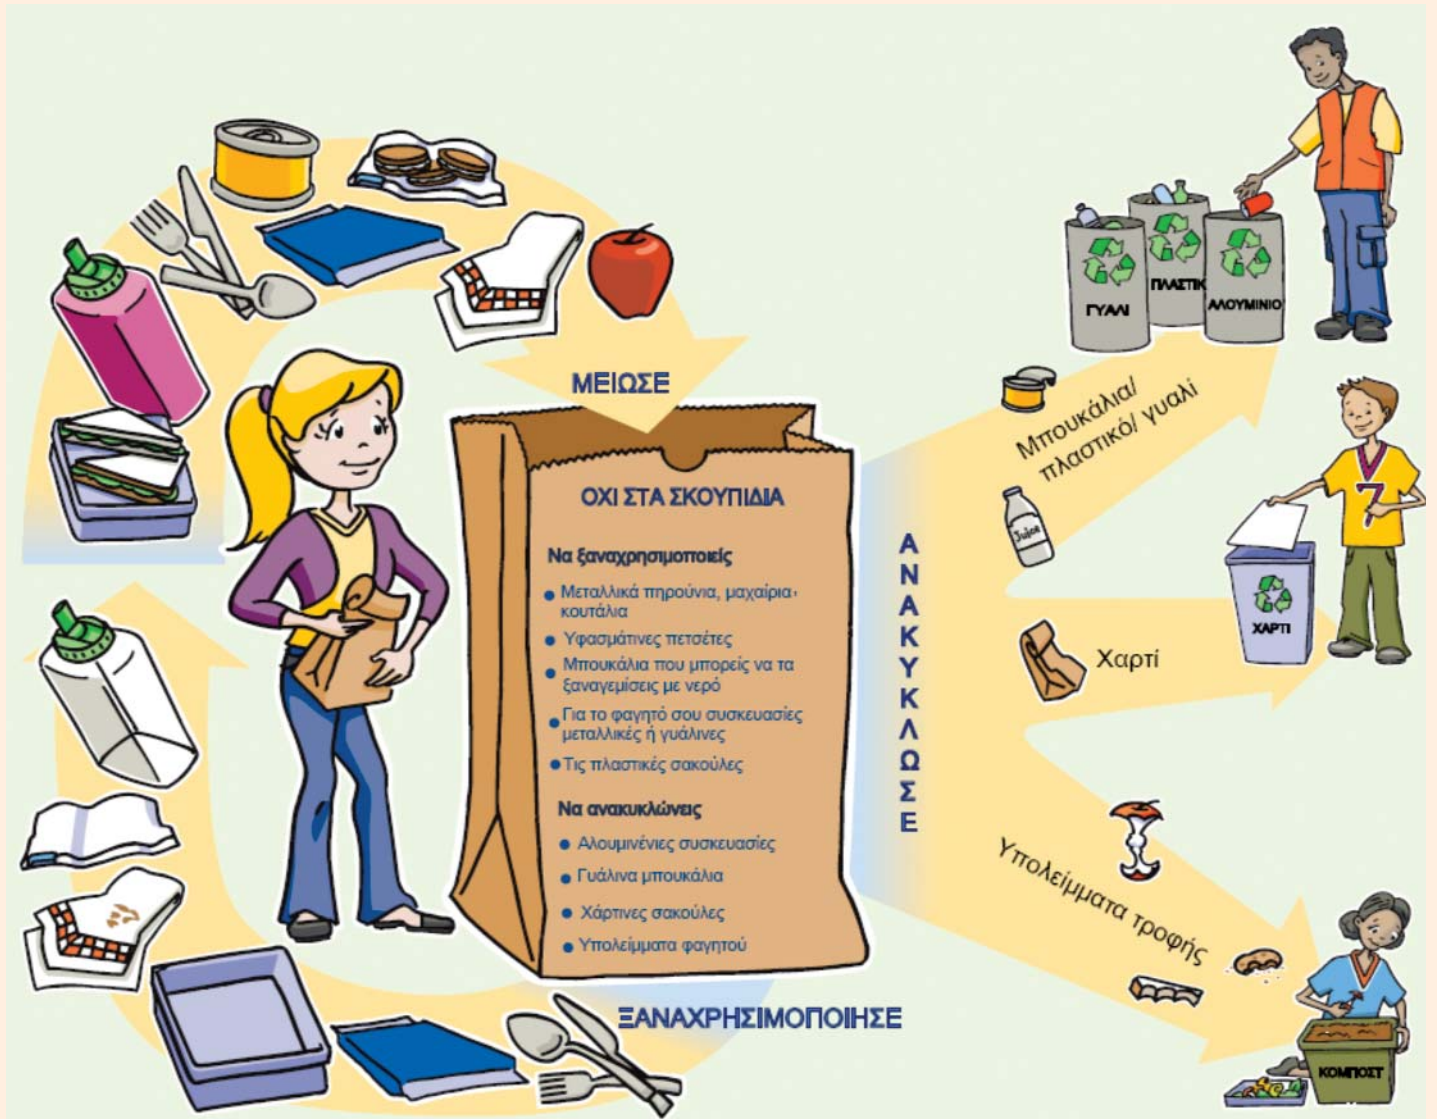 ΜΕΙΩΣΕ
ΟΧΙ ΣΤΑ ΣΚΟΥΠΙΔΙΑ
Να ξαναχρησιμοποιείς
• Μεταλλικά πηρούνια, μαχαίρια,
κουτάλια
• Υφασμάτινες πετσέτες
• Μπουκάλια που μπορείς να τα
ξαναγεμίσεις με νερό
• Για το φαγητό σου συσκευασίες
μεταλλικές ή γυάλινες
• Τις πλαστικές σακούλες
Να ανακυκλώνεις
• Αλουμινένιες συσκευασίες
• Γυάλινα μπουκάλια
• Χάρτινες σακούλες
• Υπολείμματα φαγητού
ΞΑΝΑΧΡΗΣΙΜΟΠΟΙΗΣΕ
ΑΝΑΚΥΚΛΩΣΕ
ΓΥΑΛΙ
ΠΛΑΣΤΙΚ
ΑΛΟΥΜΙΝΙΟ
Μπουκάλια/
πλαστικό/ γυαλί
Juice
7
ΧΑΡΤΙ
Χαρτί
Υπολείμματα τροφής
ΚΟΜΠΟΣΤ